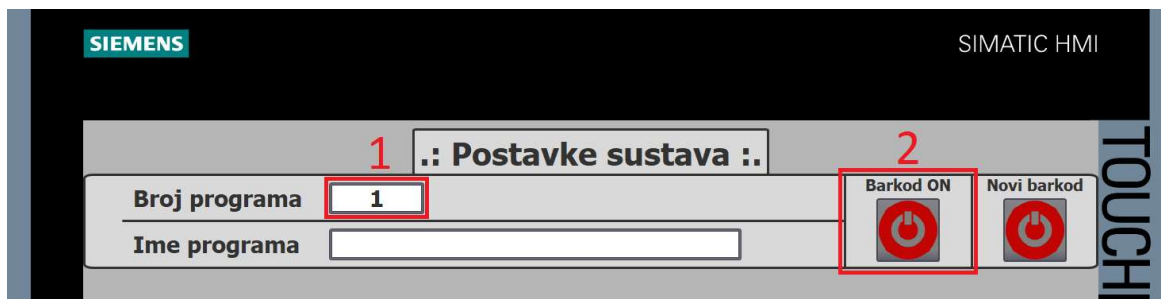 SIEMENS
SIMATIC HMI
TOUCH
1
.: Postavke sustava :.
2
Broj programa
1
Barkod ON
Novi barkod
Ime programa